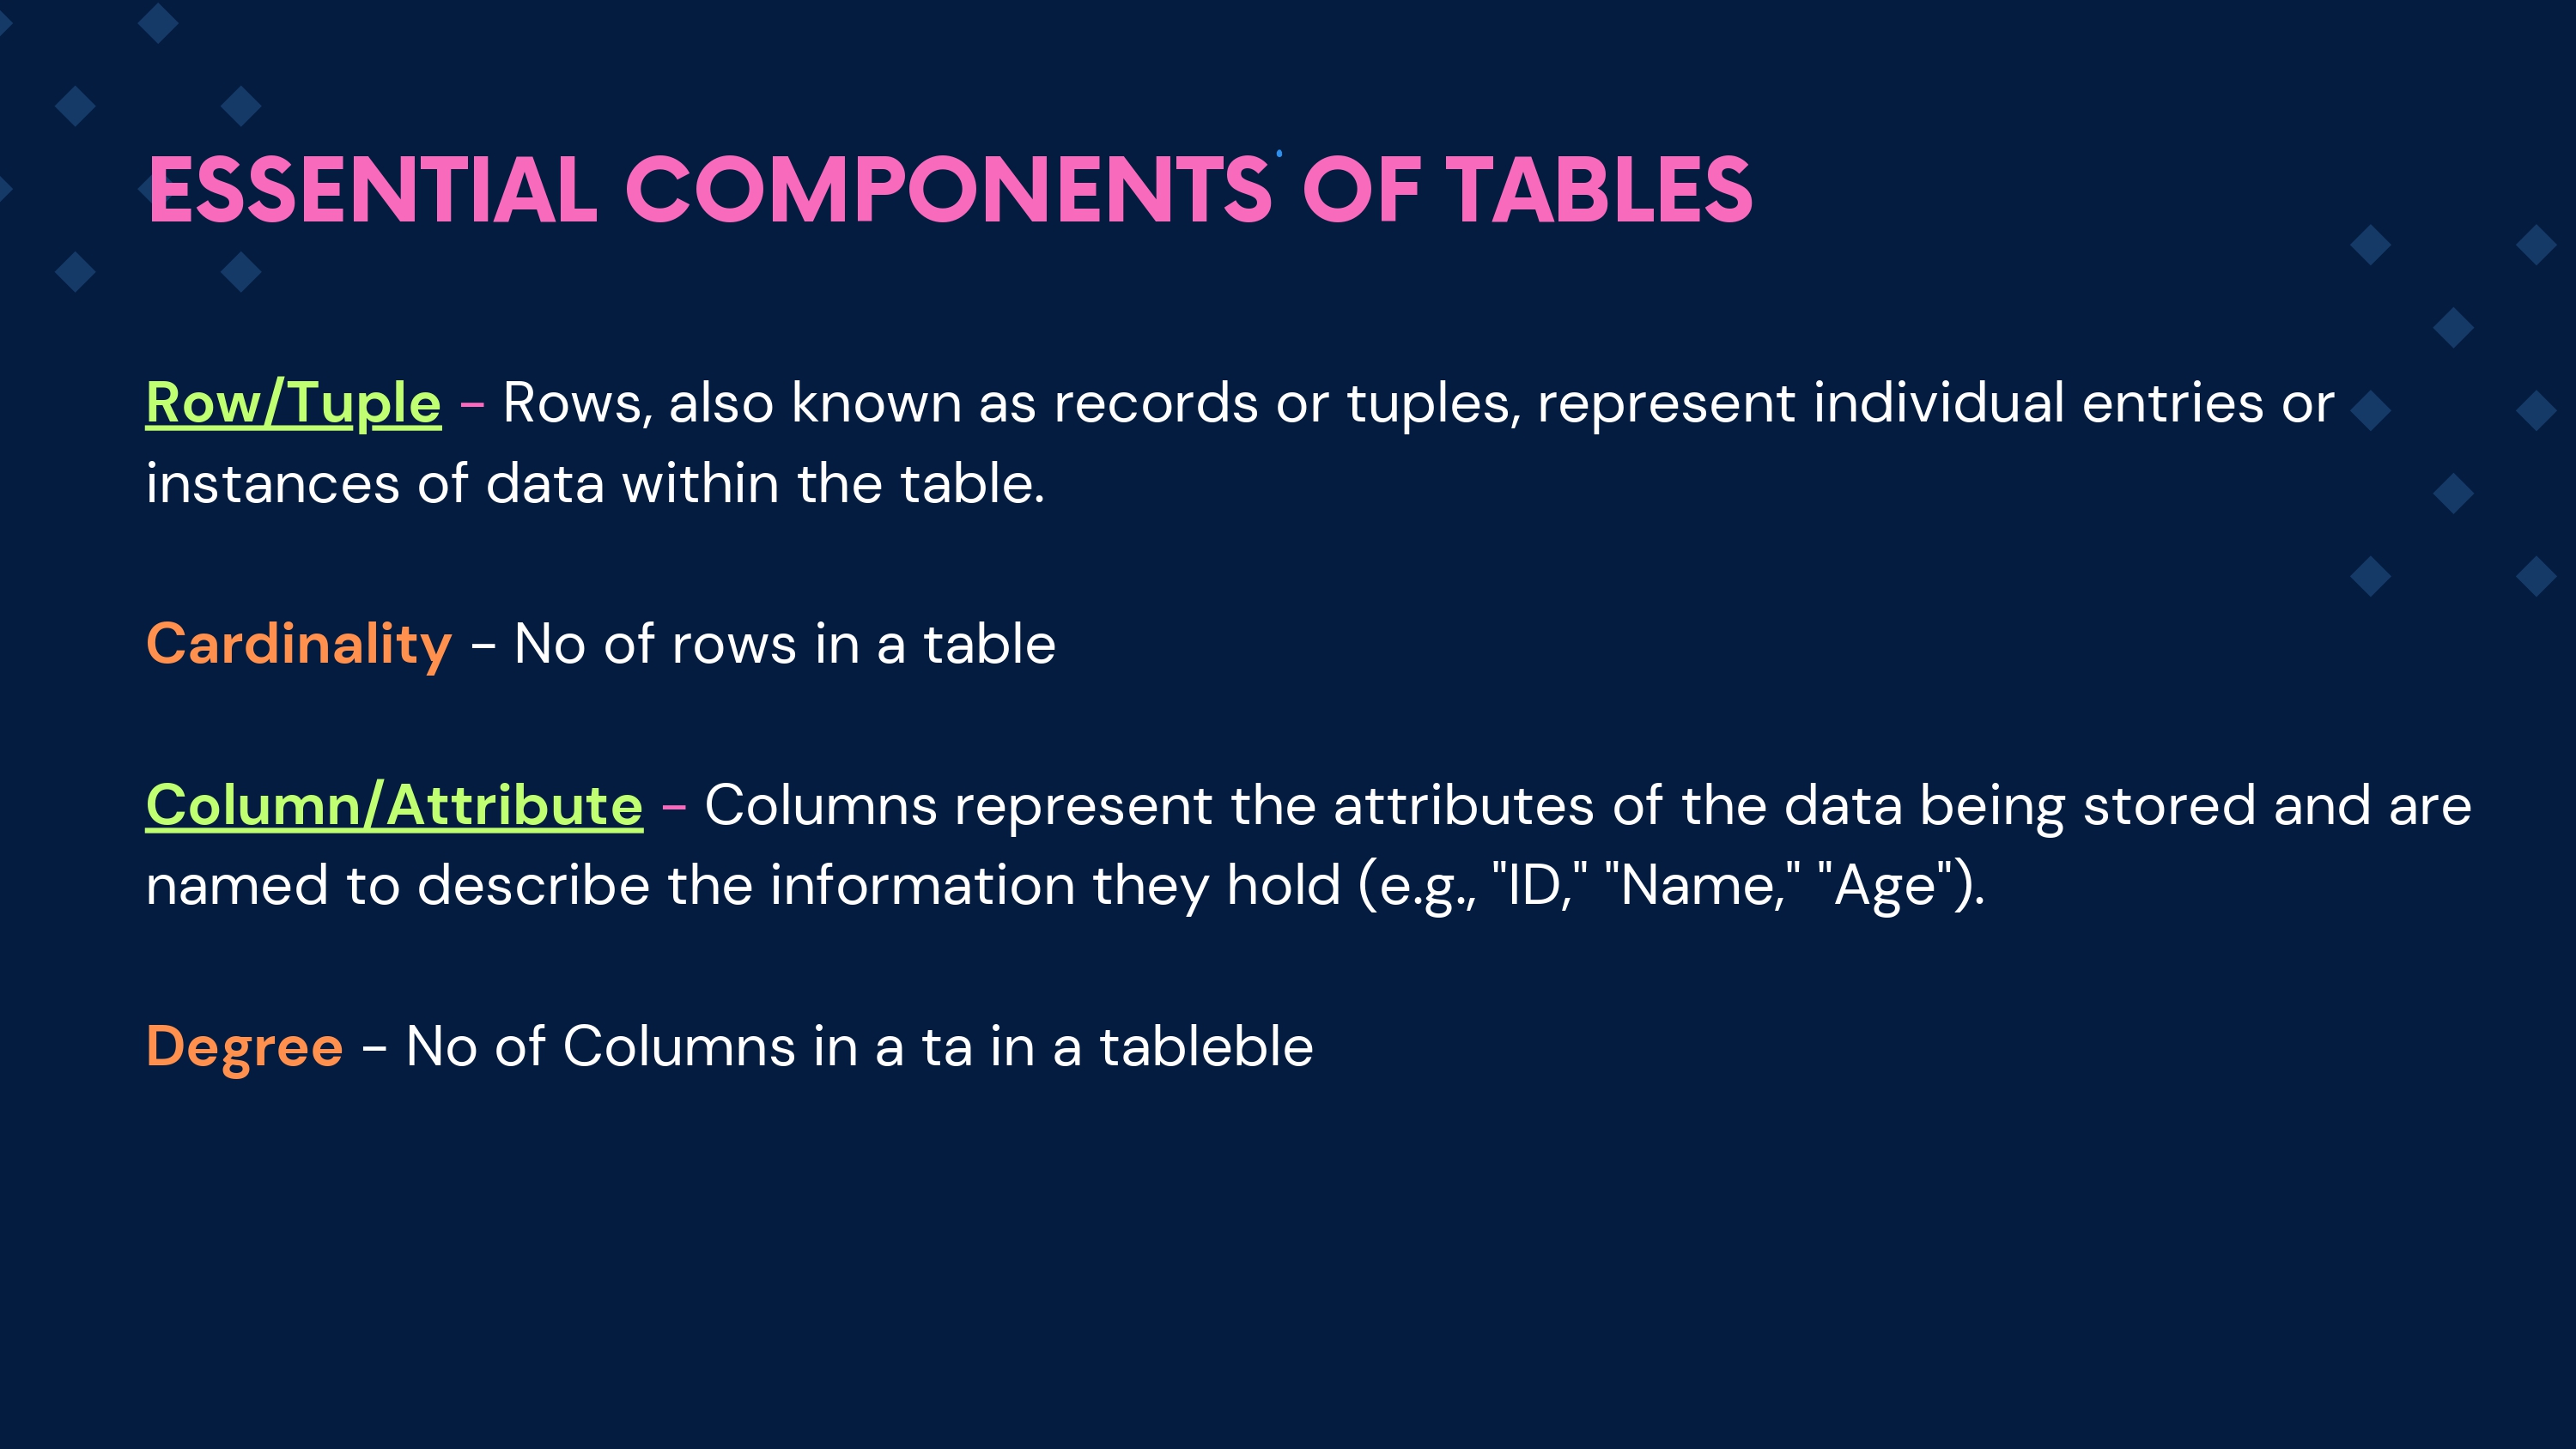 ESSENTIAL COMPONENTS OF TABLES
Row/Tuple - Rows, also known as records or tuples, represent individual entries or
instances of data within the table.
Cardinality - No of rows in a table
Column/Attribute - Columns represent the attributes of the data being stored and are
named to describe the information they hold (e.g., "ID," "Name," "Age").
Degree - No of Columns in a ta in a tableble